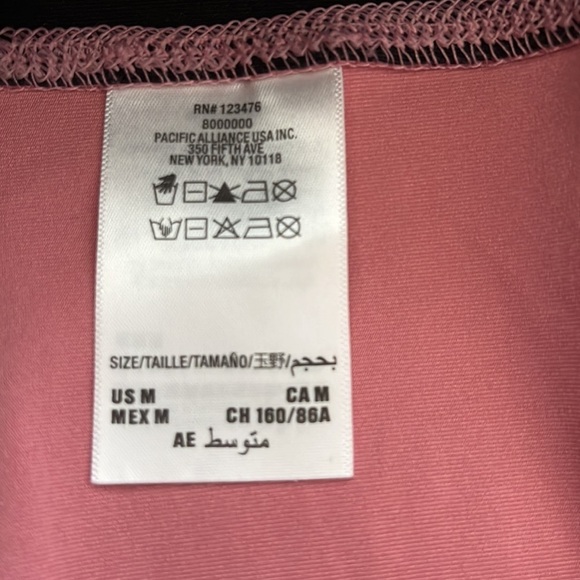 RN# 123476
8000000
PACIFIC ALLIANCE USA INC.
350 FIFTH AVE
NEW YORK, NY 10118
SIZE/TAILLE/TAMAÑO/玉野/بحجم
US M CA M
MEX M CH 160/86A
AE متوسط